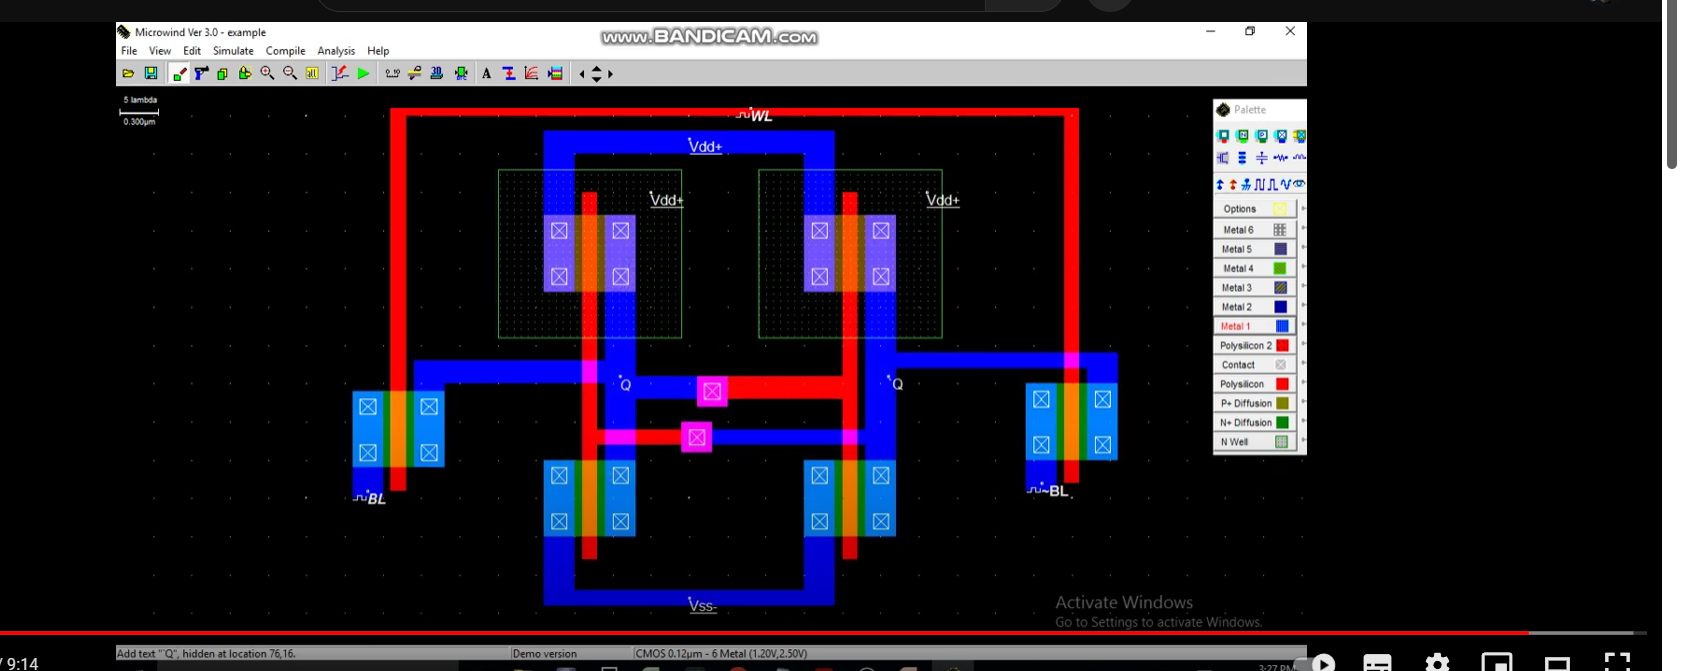 Microwind Ver 3.0 - example
www.BANDICAM.com
File View Edit Simulate Compile Analysis Help
5 lambda
0.300µm
WL
Vdd+
Vdd+
Vdd+
Q
Q
BL
~BL
Vss-
Palette
Options
Metal 6
Metal 5
Metal 4
Metal 3
Metal 2
Metal 1
Polysilicon 2
Contact
Polysilicon
P+ Diffusion
N+ Diffusion
N Well
Activate Windows
Go to Settings to activate Windows.
Add text "`Q", hidden at location 76,16.
Demo version
CMOS 0.12µm - 6 Metal (1.20V,2.50V)
/ 9:14
3:27 PM